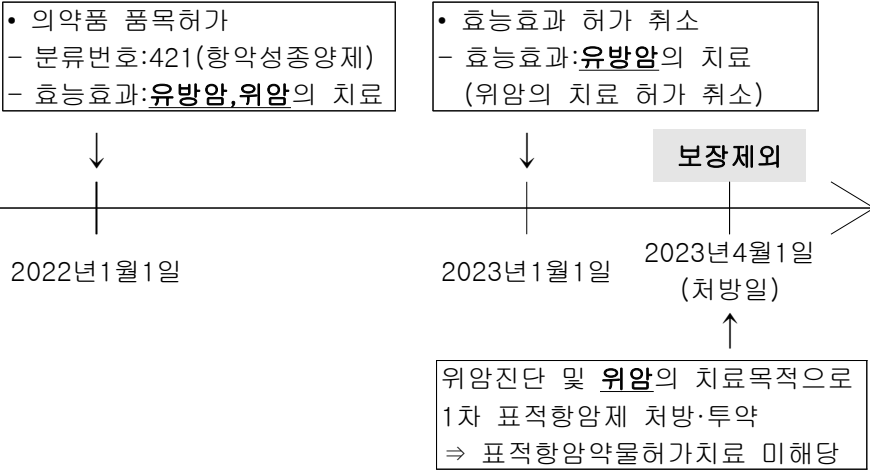 • 의약품 품목허가
- 분류번호:421(항악성종양제)
- 효능효과:유방암,위암의 치료
• 효능효과 허가 취소
- 효능효과:유방암의 치료
(위암의 치료 허가 취소)
보장제외
2022년1월1일
2023년1월1일
2023년4월1일
(처방일)
위암진단 및 위암의 치료목적으로
1차 표적항암제 처방·투약
⇒ 표적항암약물허가치료 미해당